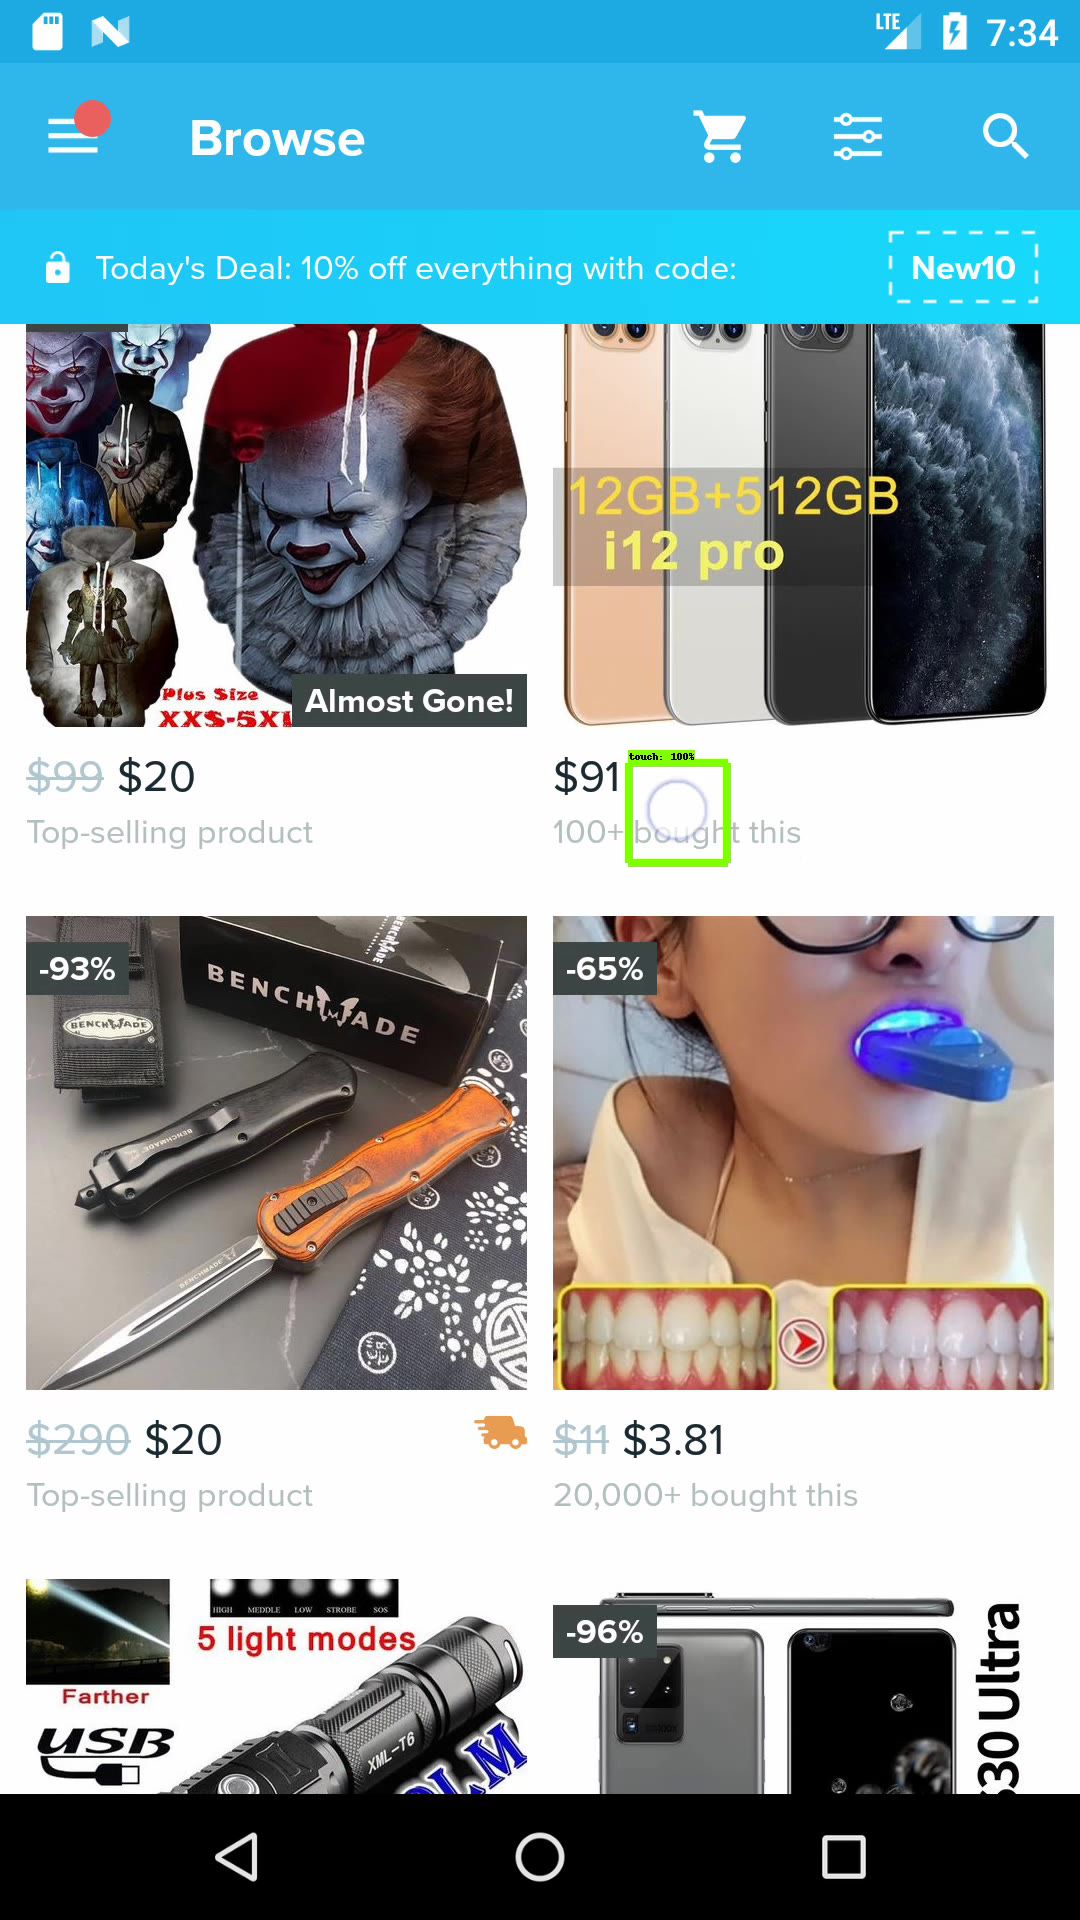 LTE 7:34
Browse
Today's Deal: 10% off everything with code: New10
12GB+512GB
i12 pro
Plus Size
XXS-5XL
Almost Gone!
$99 $20
Top-selling product
$91
touch: 100%
100+ bought this
-93%
BENCHMADE
BENCHMADE
BENCHMADE
BENCHMADE
BENCHMADE
-65%
$290 $20
Top-selling product
$11 $3.81
20,000+ bought this
HIGH MEDDLE LOW STROBE SOS
5 light modes
Farther
USB
XML-T6
-96%
S30 Ultra